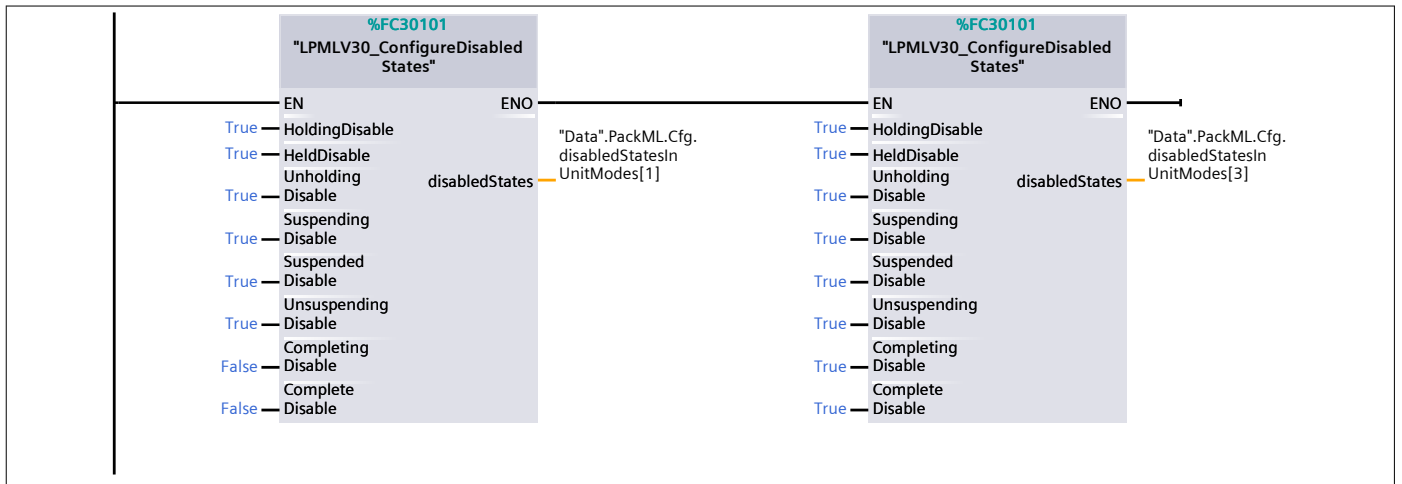 %FC30101
"LPMLV30_ConfigureDisabled
States"
EN
ENO
True
HoldingDisable
True
HeldDisable
Unholding
True
Disable
Suspending
True
Disable
Suspended
True
Disable
Unsuspending
True
Disable
Completing
False
Disable
Complete
False
Disable
disabledStates
"Data".PackML.Cfg.
disabledStatesIn
UnitModes[1]
%FC30101
"LPMLV30_ConfigureDisabled
States"
EN
ENO
True
HoldingDisable
True
HeldDisable
Unholding
True
Disable
Suspending
True
Disable
Suspended
True
Disable
Unsuspending
True
Disable
Completing
True
Disable
Complete
True
Disable
disabledStates
"Data".PackML.Cfg.
disabledStatesIn
UnitModes[3]